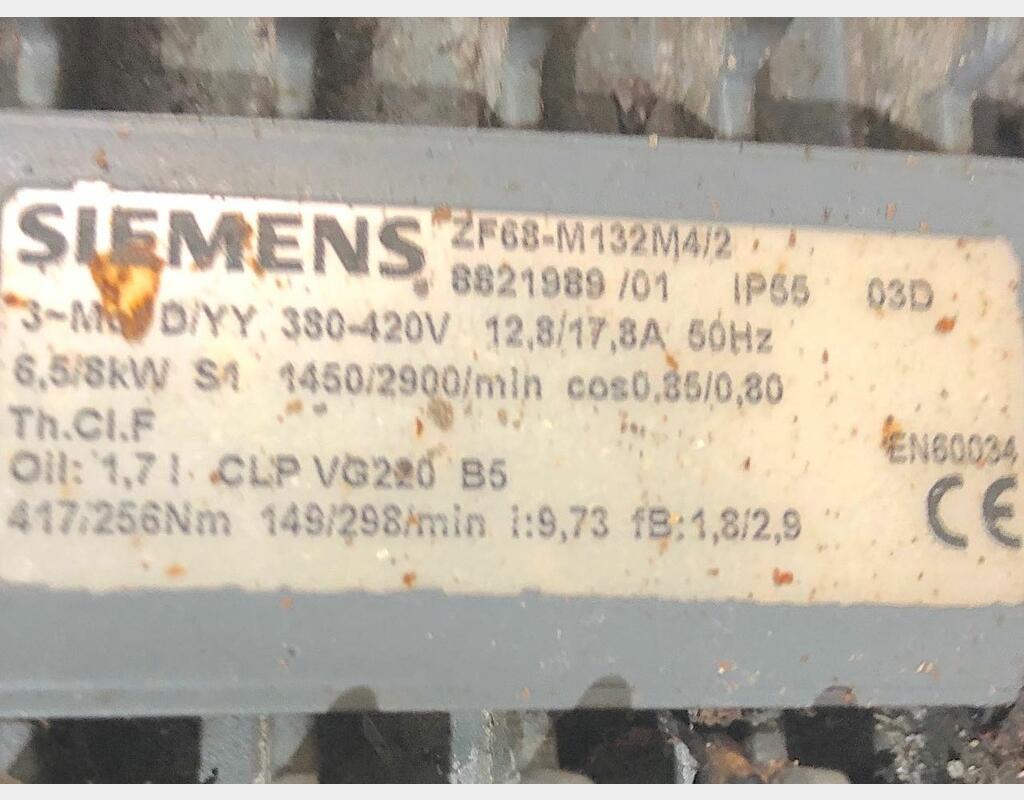 SIEMENS ZF68-M132M4/2
8821989 /01 IP55 03D
D/YY 380-420V 12,8/17,8A 50Hz
6,5/8kW S1 1450/2900/min cos0,85/0,80
Th.Cl.F
EN60034
Oil: 1,7 l CLP VG220 B5
417/256Nm 149/298/min i:9,73 fB:1,8/2,9
CE